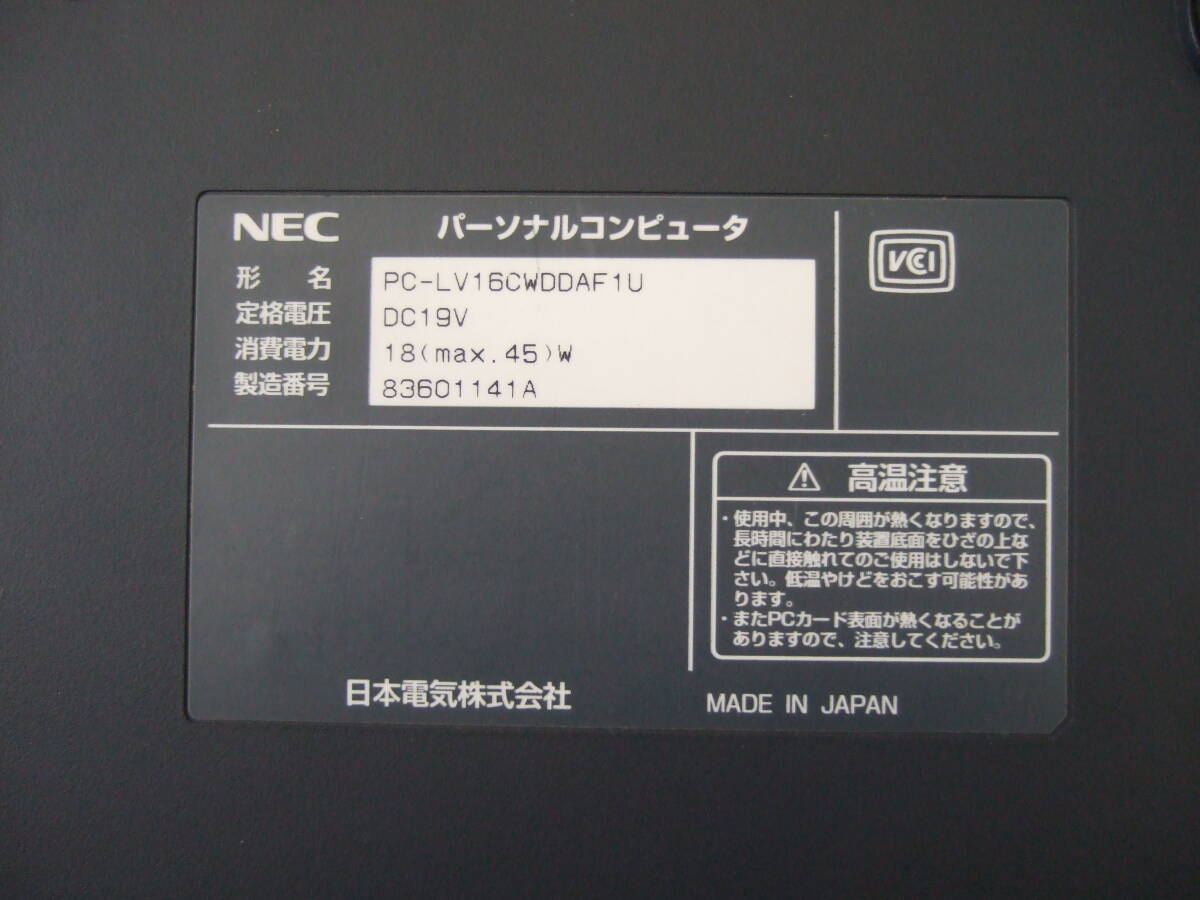 NEC パーソナルコンピュータ
形 名 PC-LV16CWDDAF1U
定格電圧 DC19V
消費電力 18(max.45)W
製造番号 83601141A
VCCI
⚠ 高温注意
・使用中、この周囲が熱くなりますので、
長時間にわたり装置底面をひざの上な
どに直接触れてのご使用はしないで下
さい。低温やけどをおこす可能性があ
ります。
・またPCカード表面が熱くなることが
ありますので、注意してください。
日本電気株式会社 MADE IN JAPAN